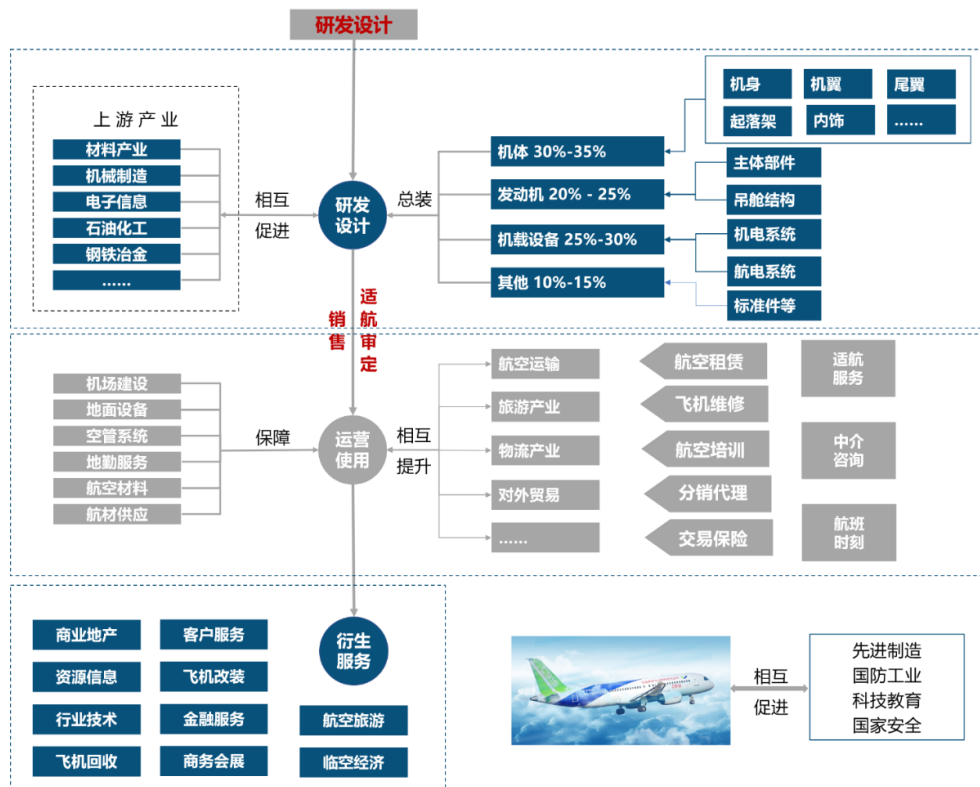 研发设计
上游产业
材料产业
机械制造
电子信息
石油化工
钢铁冶金
……
相互
促进
研发
设计
总装
机体 30%-35%
发动机 20% - 25%
机载设备 25%-30%
其他 10%-15%
机身
机翼
尾翼
起落架
内饰
……
主体部件
吊舱结构
机电系统
航电系统
标准件等
销售
适航审定
机场建设
地面设备
空管系统
地勤服务
航空材料
航材供应
保障
运营
使用
相互
提升
航空运输
旅游产业
物流产业
对外贸易
……
航空租赁
飞机维修
航空培训
分销代理
交易保险
适航
服务
中介
咨询
航班
时刻
商业地产
客户服务
资源信息
飞机改装
行业技术
金融服务
飞机回收
商务会展
衍生
服务
航空旅游
临空经济
相互
促进
先进制造
国防工业
科技教育
国家安全